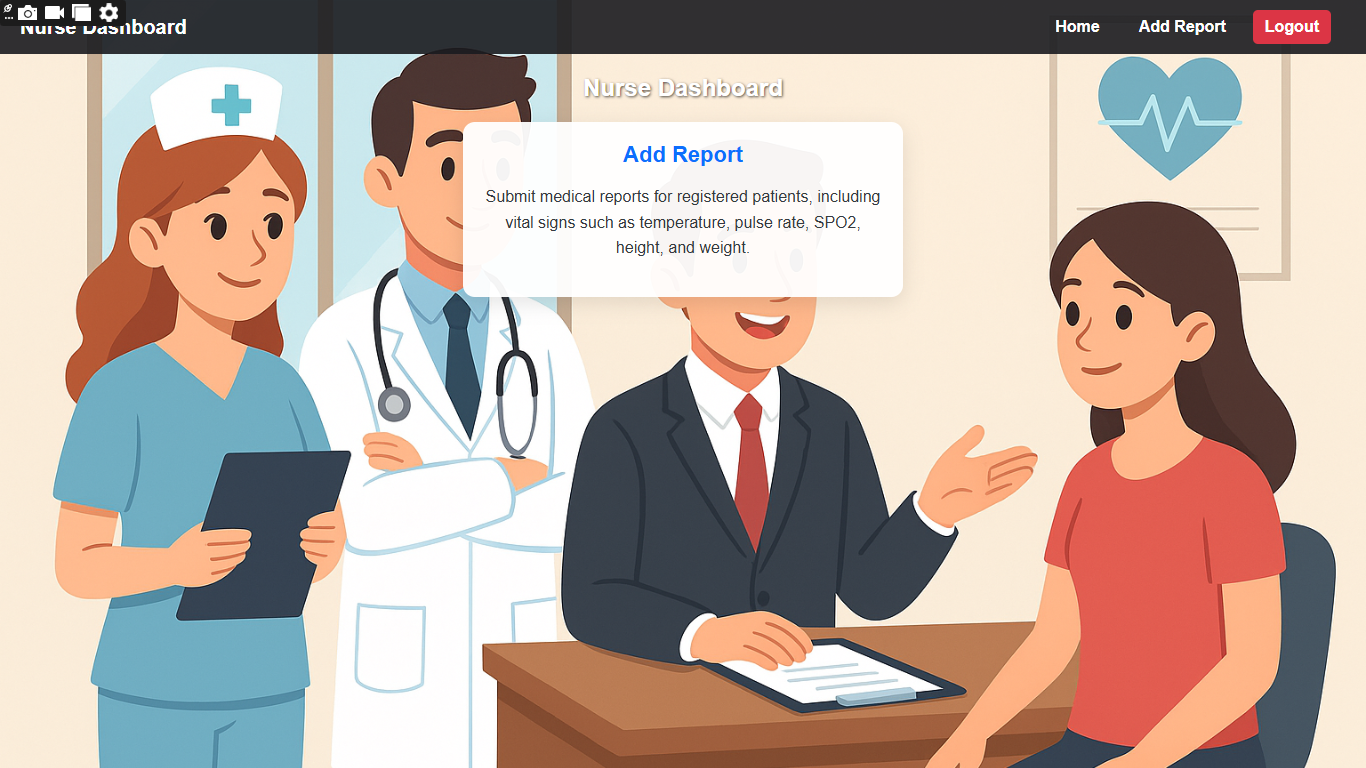 Nurse Dashboard
Home
Add Report
Logout
Nurse Dashboard
Add Report
Submit medical reports for registered patients, including
vital signs such as temperature, pulse rate, SPO2,
height, and weight.